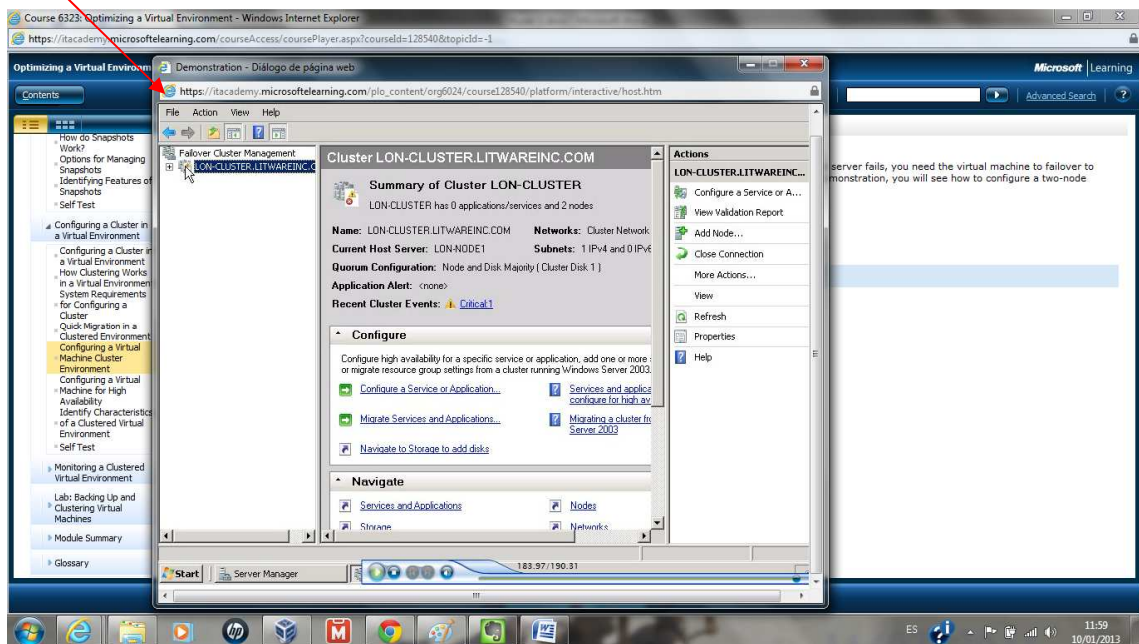 Course 6323: Optimizing a Virtual Environment - Windows Internet Explorer
https://itacademy.microsoftelearning.com/courseAccess/coursePlayer.aspx?courseId=128540&topicId=-1
Optimizing a Virtual Environm
Microsoft | Learning
Contents
Advanced Search
?
How do Snapshots
Work?
Options for Managing
Snapshots
Identifying Features of
Snapshots
Self Test
Configuring a Cluster in
a Virtual Environment
Configuring a Cluster in
a Virtual Environment
How Clustering Works
in a Virtual Environment
System Requirements
for Configuring a
Cluster
Quick Migration in a
Clustered Environment
Configuring a Virtual
Machine Cluster
Environment
Configuring a Virtual
Machine for High
Availability
Identify Characteristics
of a Clustered Virtual
Environment
Self Test
Monitoring a Clustered
Virtual Environment
Lab: Backing Up and
Clustering Virtual
Machines
Module Summary
Glossary
Demonstration - Diálogo de página web
https://itacademy.microsoftelearning.com/plo_content/org6024/course128540/platform/interactive/host.htm
File Action View Help
Failover Cluster Management
LON-CLUSTER.LITWAREINC.C
Cluster LON-CLUSTER.LITWAREINC.COM
Summary of Cluster LON-CLUSTER
LON-CLUSTER has 0 applications/services and 2 nodes
Name: LON-CLUSTER.LITWAREINC.COM Networks: Cluster Network
Current Host Server: LON-NODE1 Subnets: 1 IPv4 and 0 IPv6
Quorum Configuration: Node and Disk Majority ( Cluster Disk 1 )
Application Alert: <none>
Recent Cluster Events: Critical:1
Configure
Configure high availability for a specific service or application, add one or more
or migrate resource group settings from a cluster running Windows Server 2003.
Configure a Service or Application...
Services and applica
configure for high av
Migrate Services and Applications...
Migrating a cluster fr
Server 2003
Navigate to Storage to add disks
Navigate
Services and Applications
Nodes
Storage
Networks
Actions
LON-CLUSTER.LITWAREINC...
Configure a Service or A...
View Validation Report
Add Node...
Close Connection
More Actions...
View
Refresh
Properties
Help
server fails, you need the virtual machine to failover to
monstration, you will see how to configure a two-node
Start
Server Manager
183.97/190.31
ES
11:59
10/01/2013